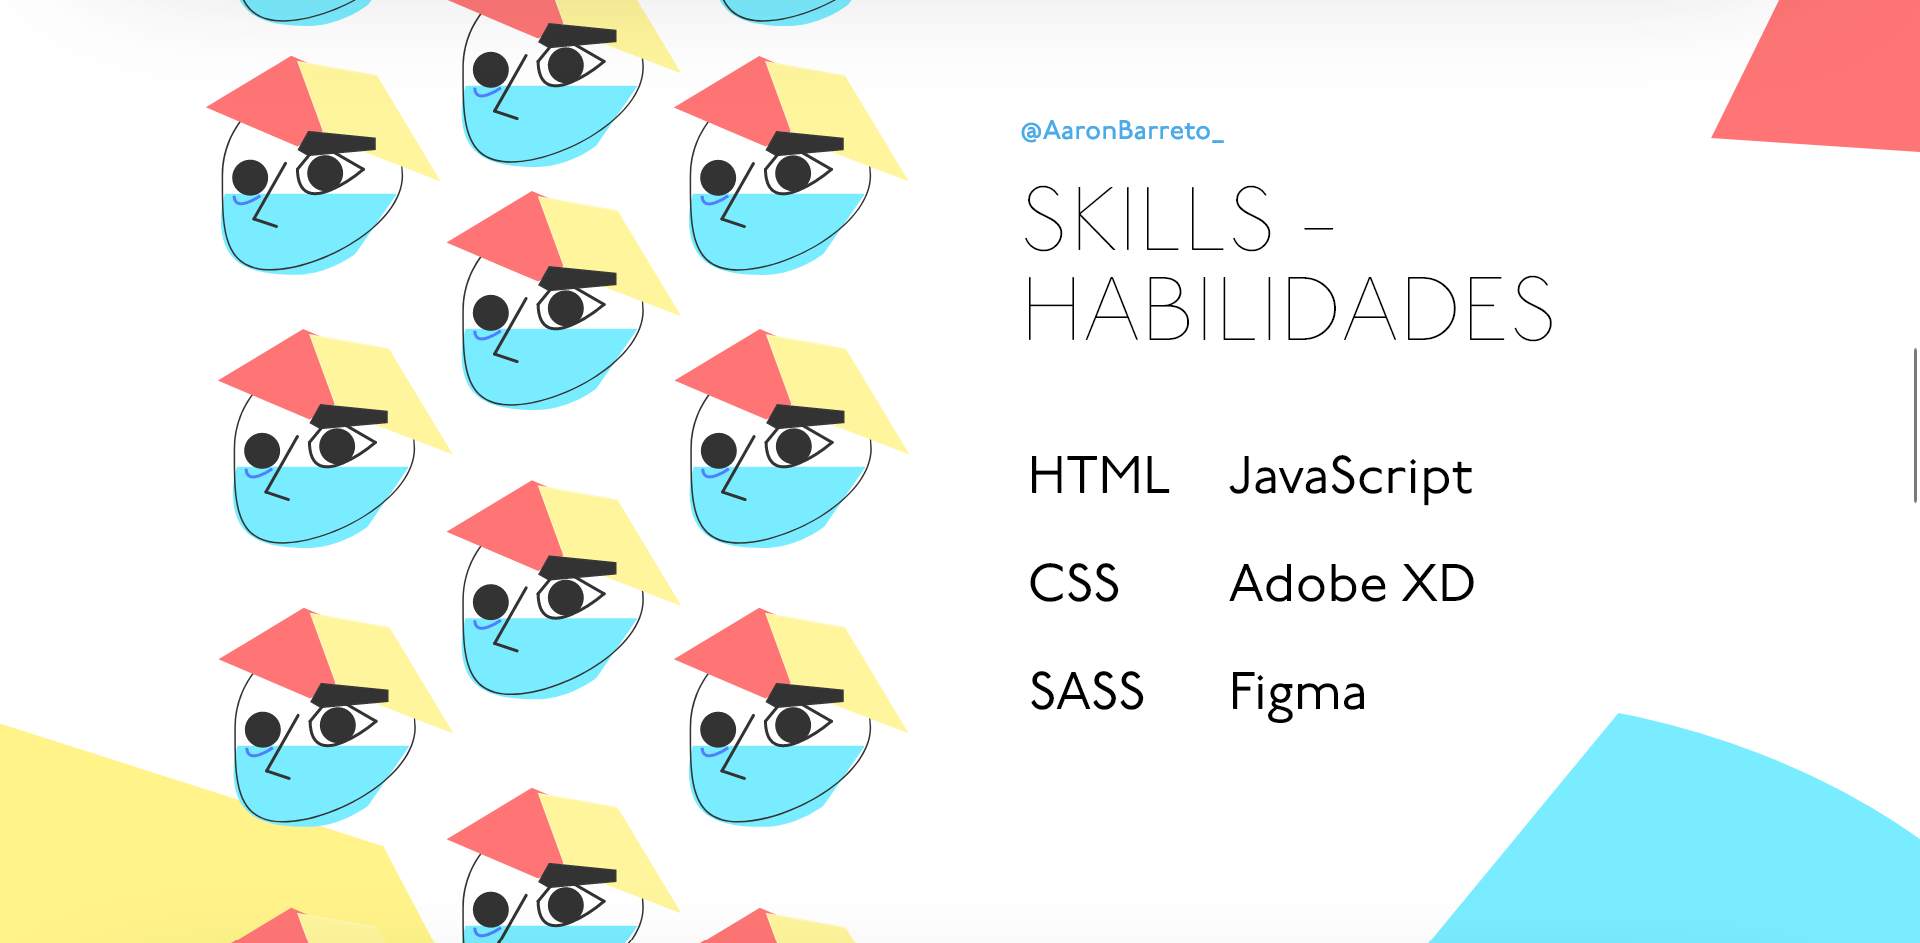 @AaronBarreto_
SKILLS –
HABILIDADES
HTML JavaScript
CSS Adobe XD
SASS Figma